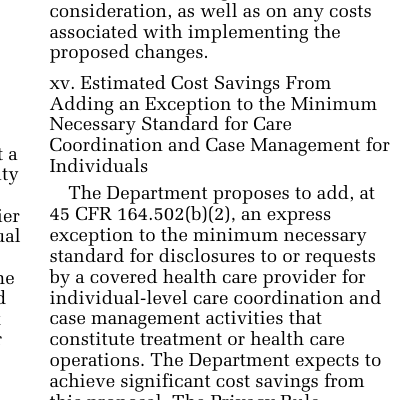 consideration, as well as on any costs
associated with implementing the
proposed changes.
xv. Estimated Cost Savings From
Adding an Exception to the Minimum
Necessary Standard for Care
Coordination and Case Management for
Individuals
The Department proposes to add, at
45 CFR 164.502(b)(2), an express
exception to the minimum necessary
standard for disclosures to or requests
by a covered health care provider for
individual-level care coordination and
case management activities that
constitute treatment or health care
operations. The Department expects to
achieve significant cost savings from